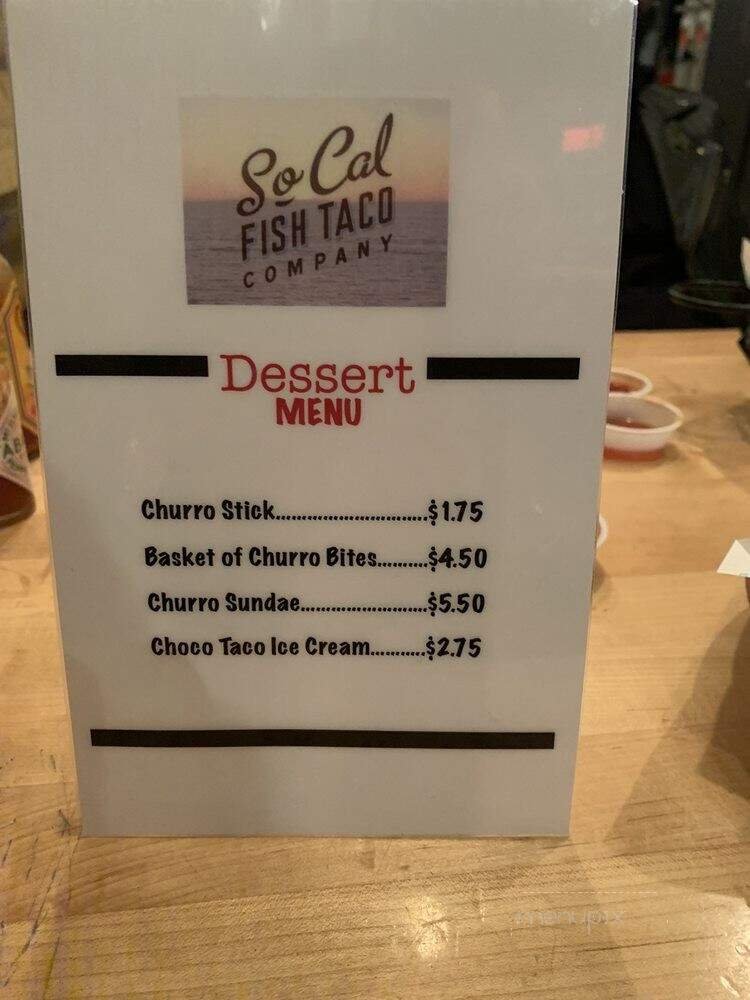 So Cal
FISH TACO
COMPANY
Dessert
MENU
Churro Stick............................$1.75
Basket of Churro Bites..........$4.50
Churro Sundae.........................$5.50
Choco Taco Ice Cream...........$2.75
menupix